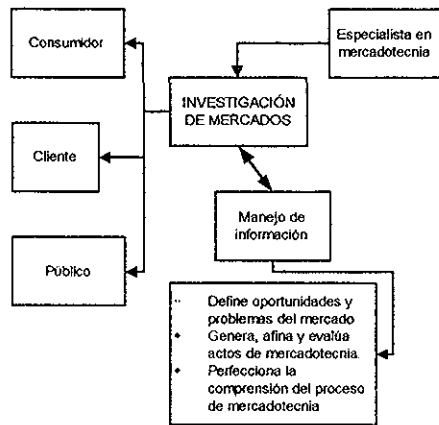 Consumidor
Especialista en
mercadotecnia
INVESTIGACIÓN
DE MERCADOS
Cliente
Manejo de
información
Público
Define oportunidades y
problemas del mercado
• Genera, afina y evalúa
actos de mercadotecnia.
• Perfecciona la
comprensión del proceso
de mercadotecnia